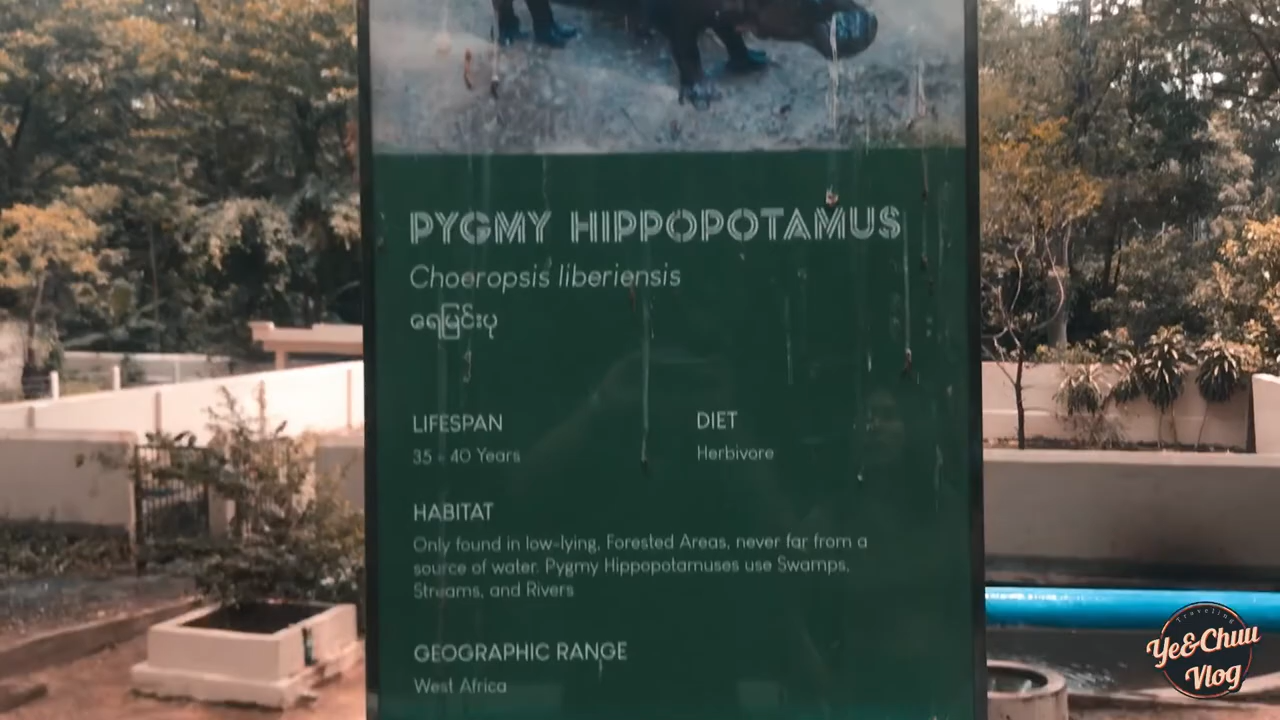 PYGMY HIPPOPOTAMUS
Choeropsis liberiensis
ရေမြင်းပု
LIFESPAN
35 - 40 Years
DIET
Herbivore
HABITAT
Only found in low-lying, Forested Areas, never far from a
source of water. Pygmy Hippopotamuses use Swamps,
Streams, and Rivers
GEOGRAPHIC RANGE
West Africa
Traveling
Ye&Chuu
Vlog